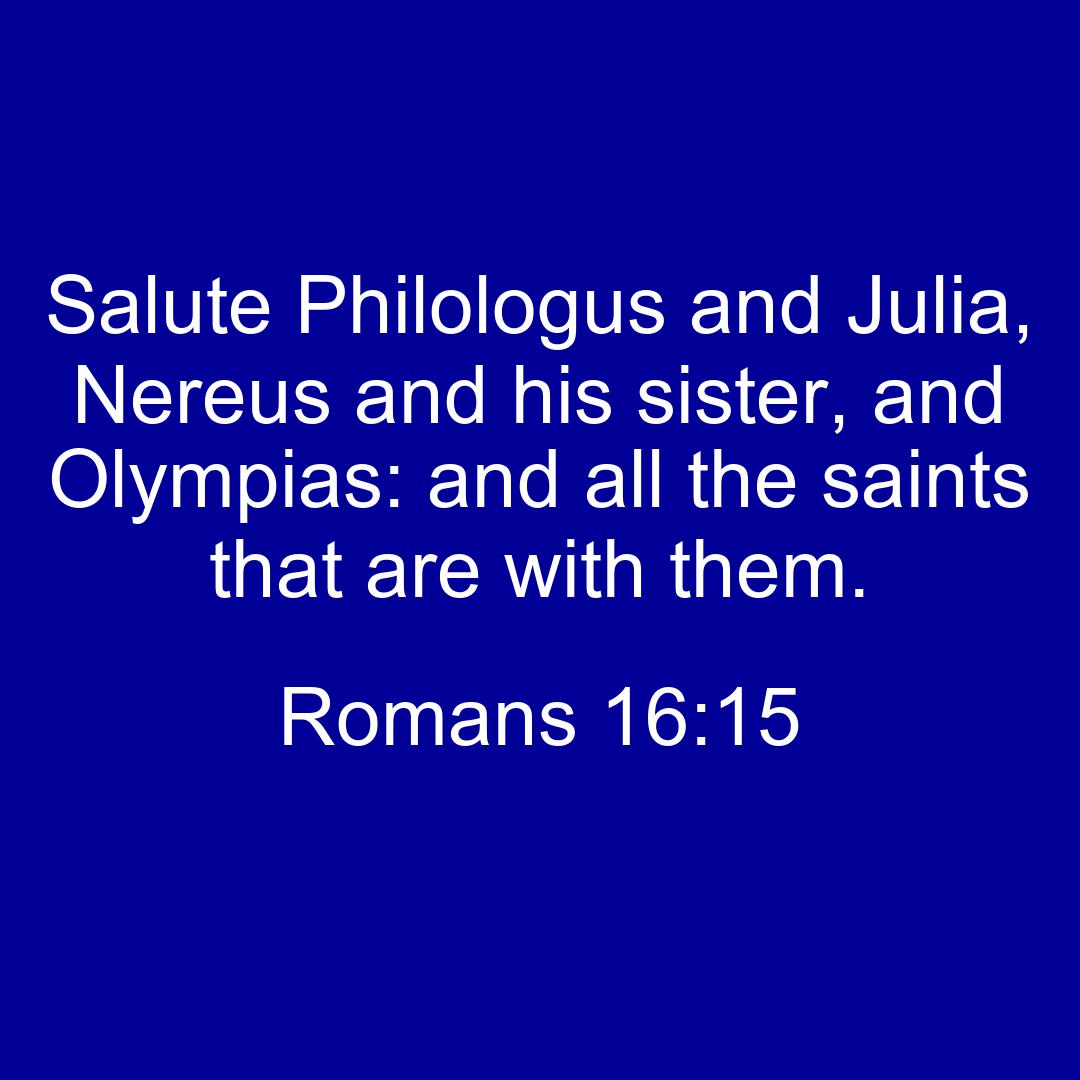 Salute Philologus and Julia,
Nereus and his sister, and
Olympias: and all the saints
that are with them.
Romans 16:15